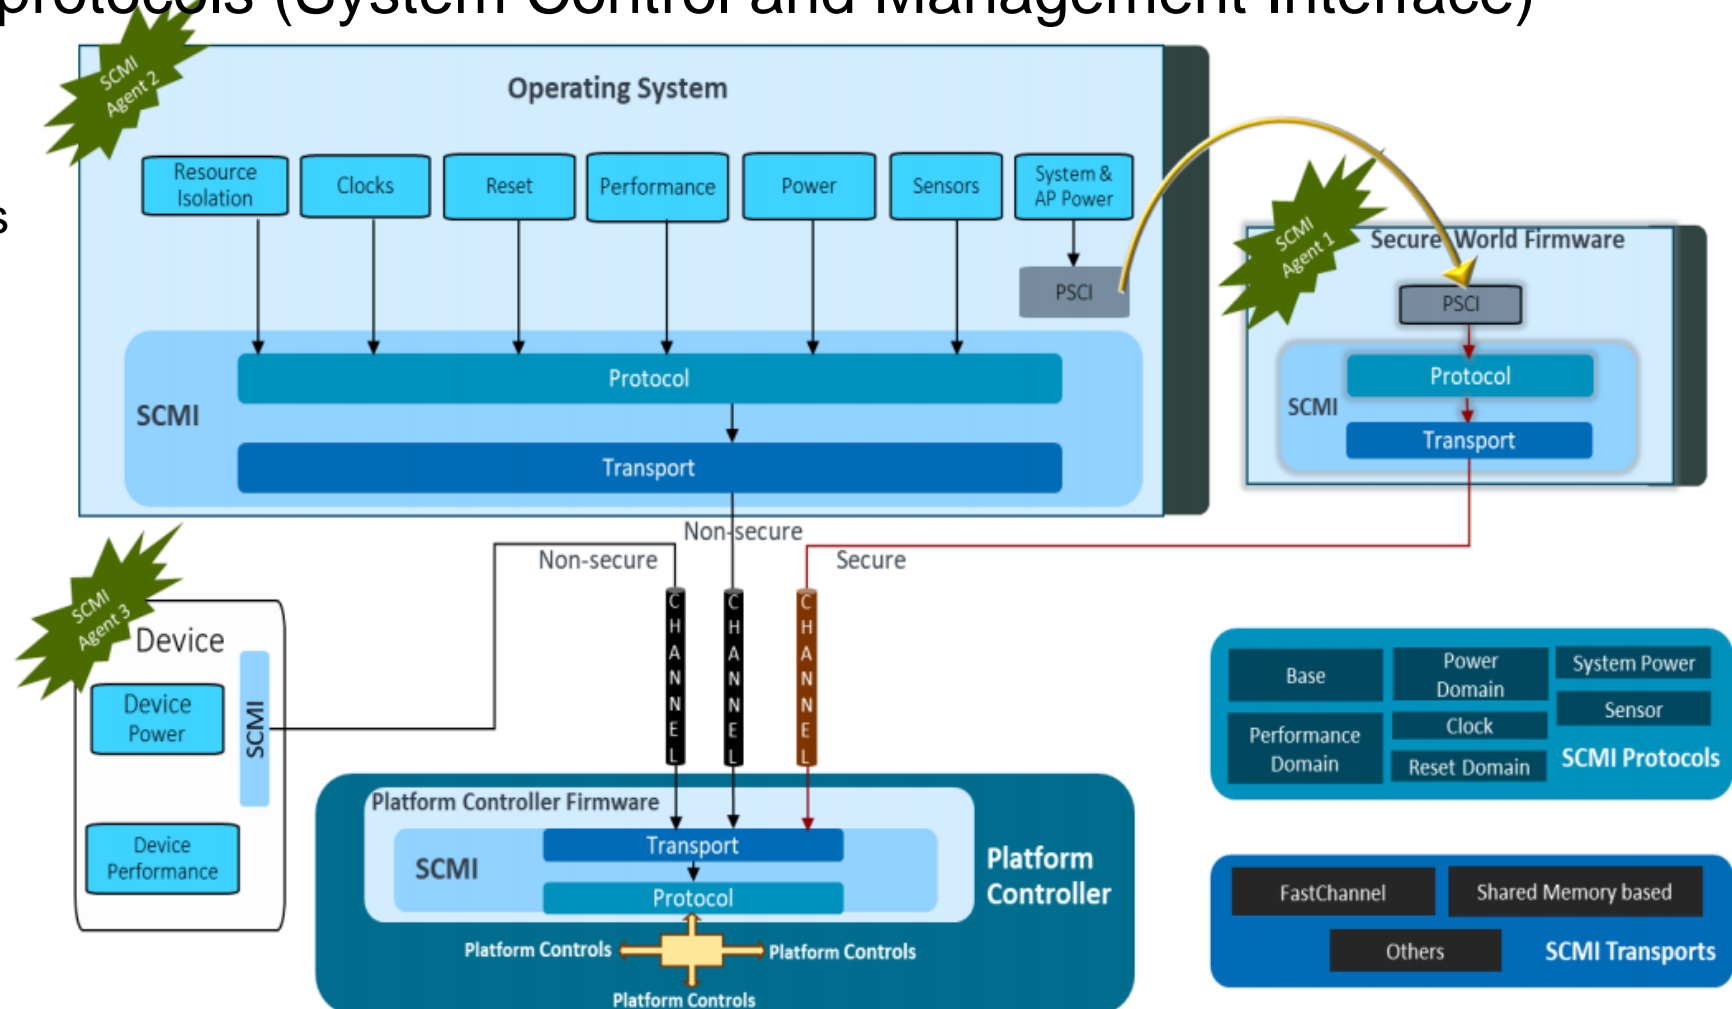 protocols (System Control and Management Interface)
s
SCMI
Agent 2
Operating System
Resource
Isolation
Clocks
Reset
Performance
Power
Sensors
System &
AP Power
PSCI
SCMI
Protocol
Transport
SCMI
Agent 1
Secure World Firmware
PSCI
SCMI
Protocol
Transport
Non-secure
Non-secure
Secure
CHANNEL
CHANNEL
CHANNEL
SCMI
Agent 3
Device
Device
Power
SCMI
Device
Performance
Platform Controller Firmware
SCMI
Transport
Protocol
Platform
Controller
Platform Controls
Platform Controls
Platform Controls
Base
Power
Domain
System Power
Sensor
Performance
Domain
Clock
Reset Domain
SCMI Protocols
FastChannel
Shared Memory based
Others
SCMI Transports